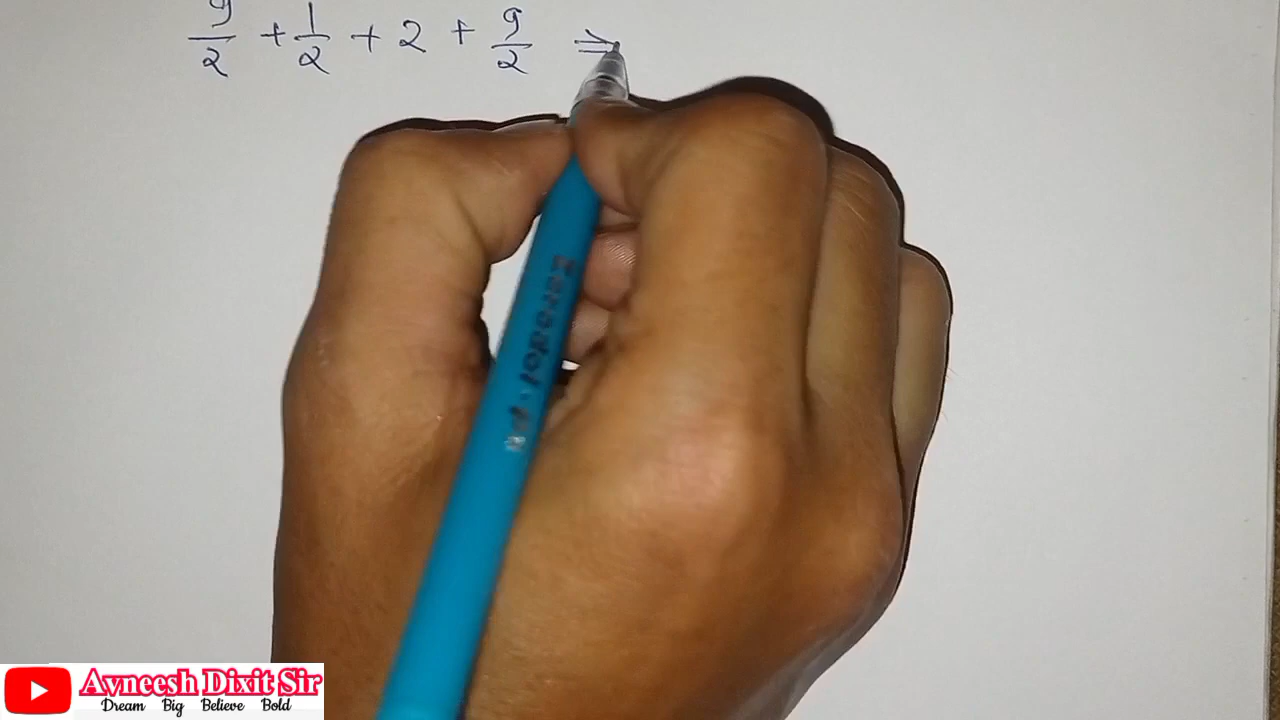 9/2 + 1/2 + 2 + 9/2 ⇒
Avneesh Dixit Sir
Dream Big Believe Bold